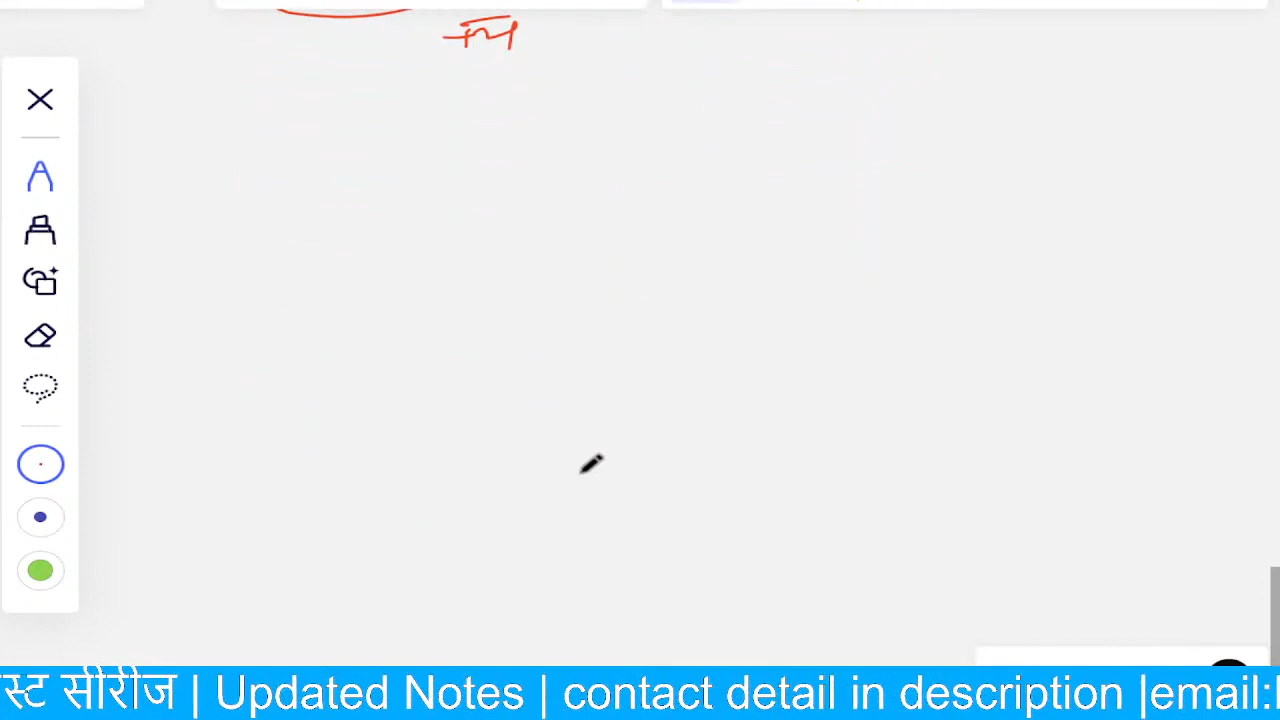 स्ट सीरीज | Updated Notes | contact detail in description |email: